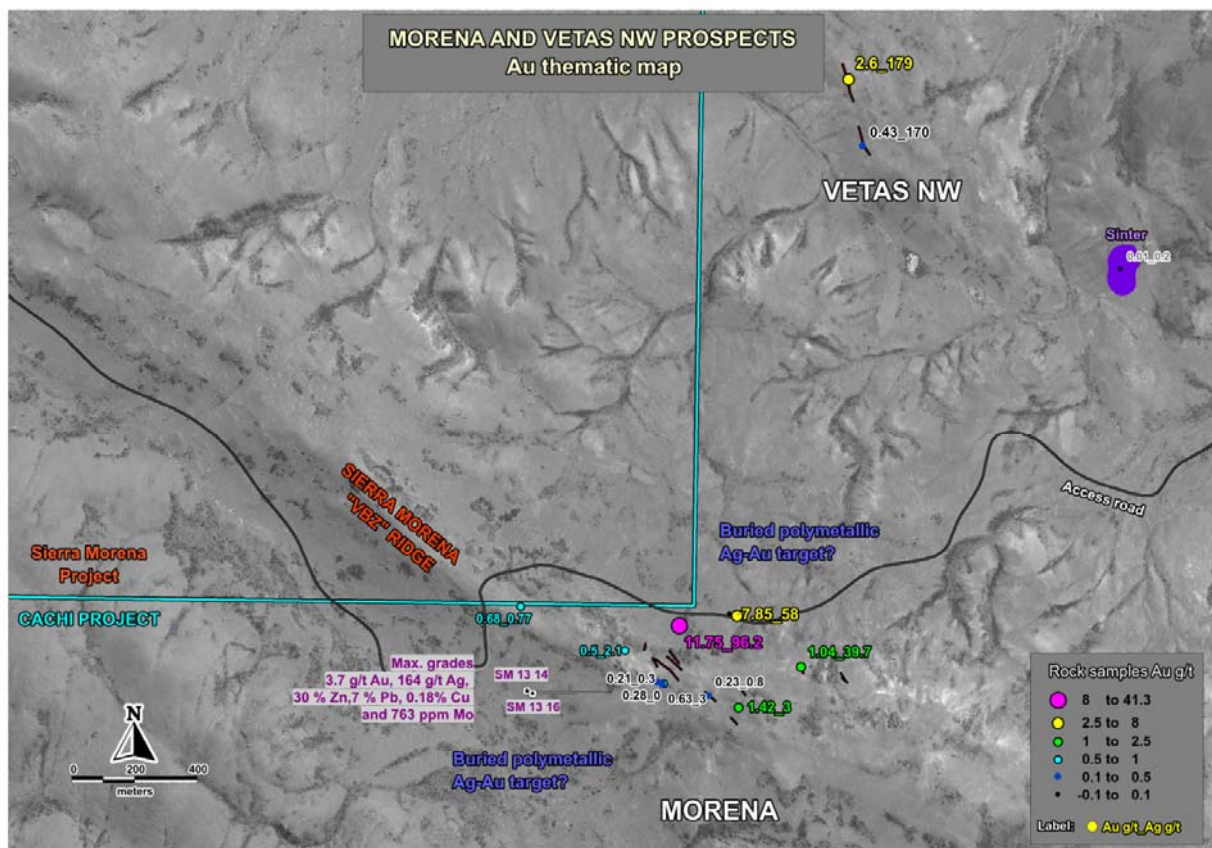 MORENA AND VETAS NW PROSPECTS
Au thematic map
2.6_179
0.43_170
VETAS NW
Sinter
0.01_0.2
SIERRA MORENA
"VBZ" RIDGE
Access road
Buried polymetallic
Ag-Au target?
Sierra Morena
Project
CACHI PROJECT
0.68_0.77
7.85_58
11.75_96.2
0.5_2.1
1.04_39.7
Max. grades
3.7 g/t Au, 164 g/t Ag,
30 % Zn,7 % Pb, 0.18% Cu
and 763 ppm Mo
SM 13 14
SM 13 16
0.21_0.3
0.28_0
0.63_3
0.23_0.8
1.42_3
N
0 200 400
meters
Buried polymetallic
Ag-Au target?
MORENA
Rock samples Au g/t
8 to 41.3
2.5 to 8
1 to 2.5
0.5 to 1
0.1 to 0.5
-0.1 to 0.1
Label: Au g/t_Ag g/t